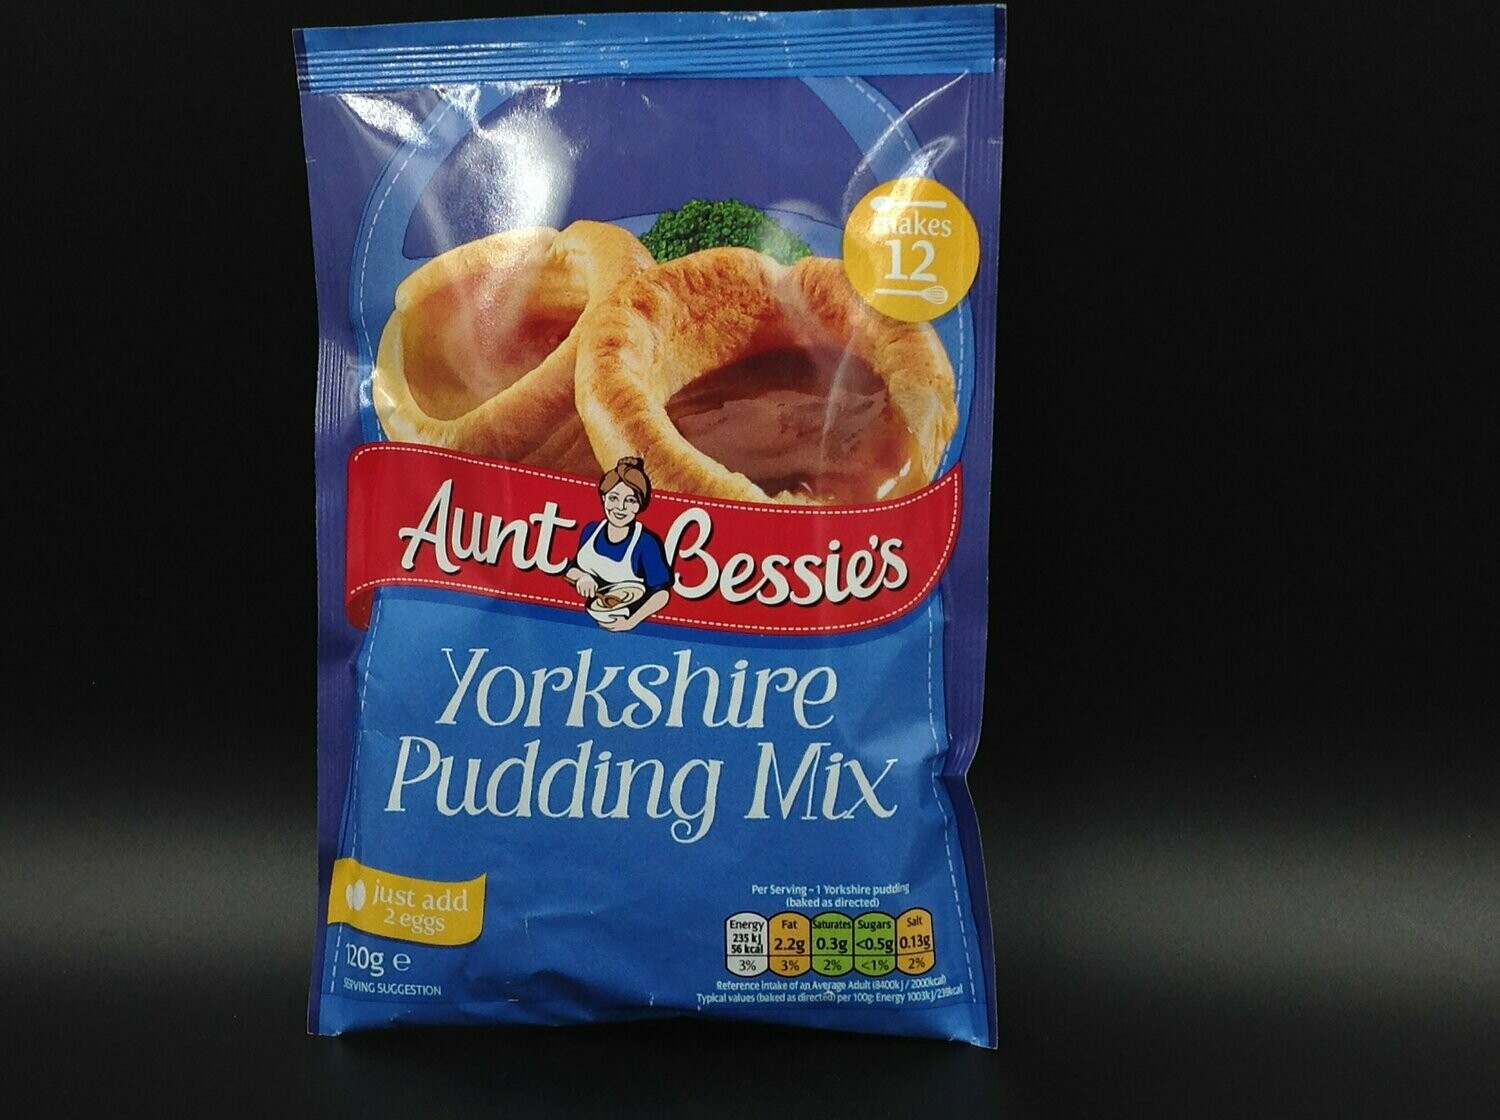 Makes
12
Aunt Bessie's
Yorkshire
Pudding Mix
just add
2 eggs
120g e
SERVING SUGGESTION
Per Serving - 1 Yorkshire pudding
(baked as directed)
Energy Fat Saturates Sugars Salt
235 kJ
56 kcal 2.2g 0.3g <0.5g 0.13g
3% 3% 2% <1% 2%
Reference Intake of an Average Adult (8400kJ / 2000kcal)
Typical values (baked as directed) per 100g: Energy 1003kJ/